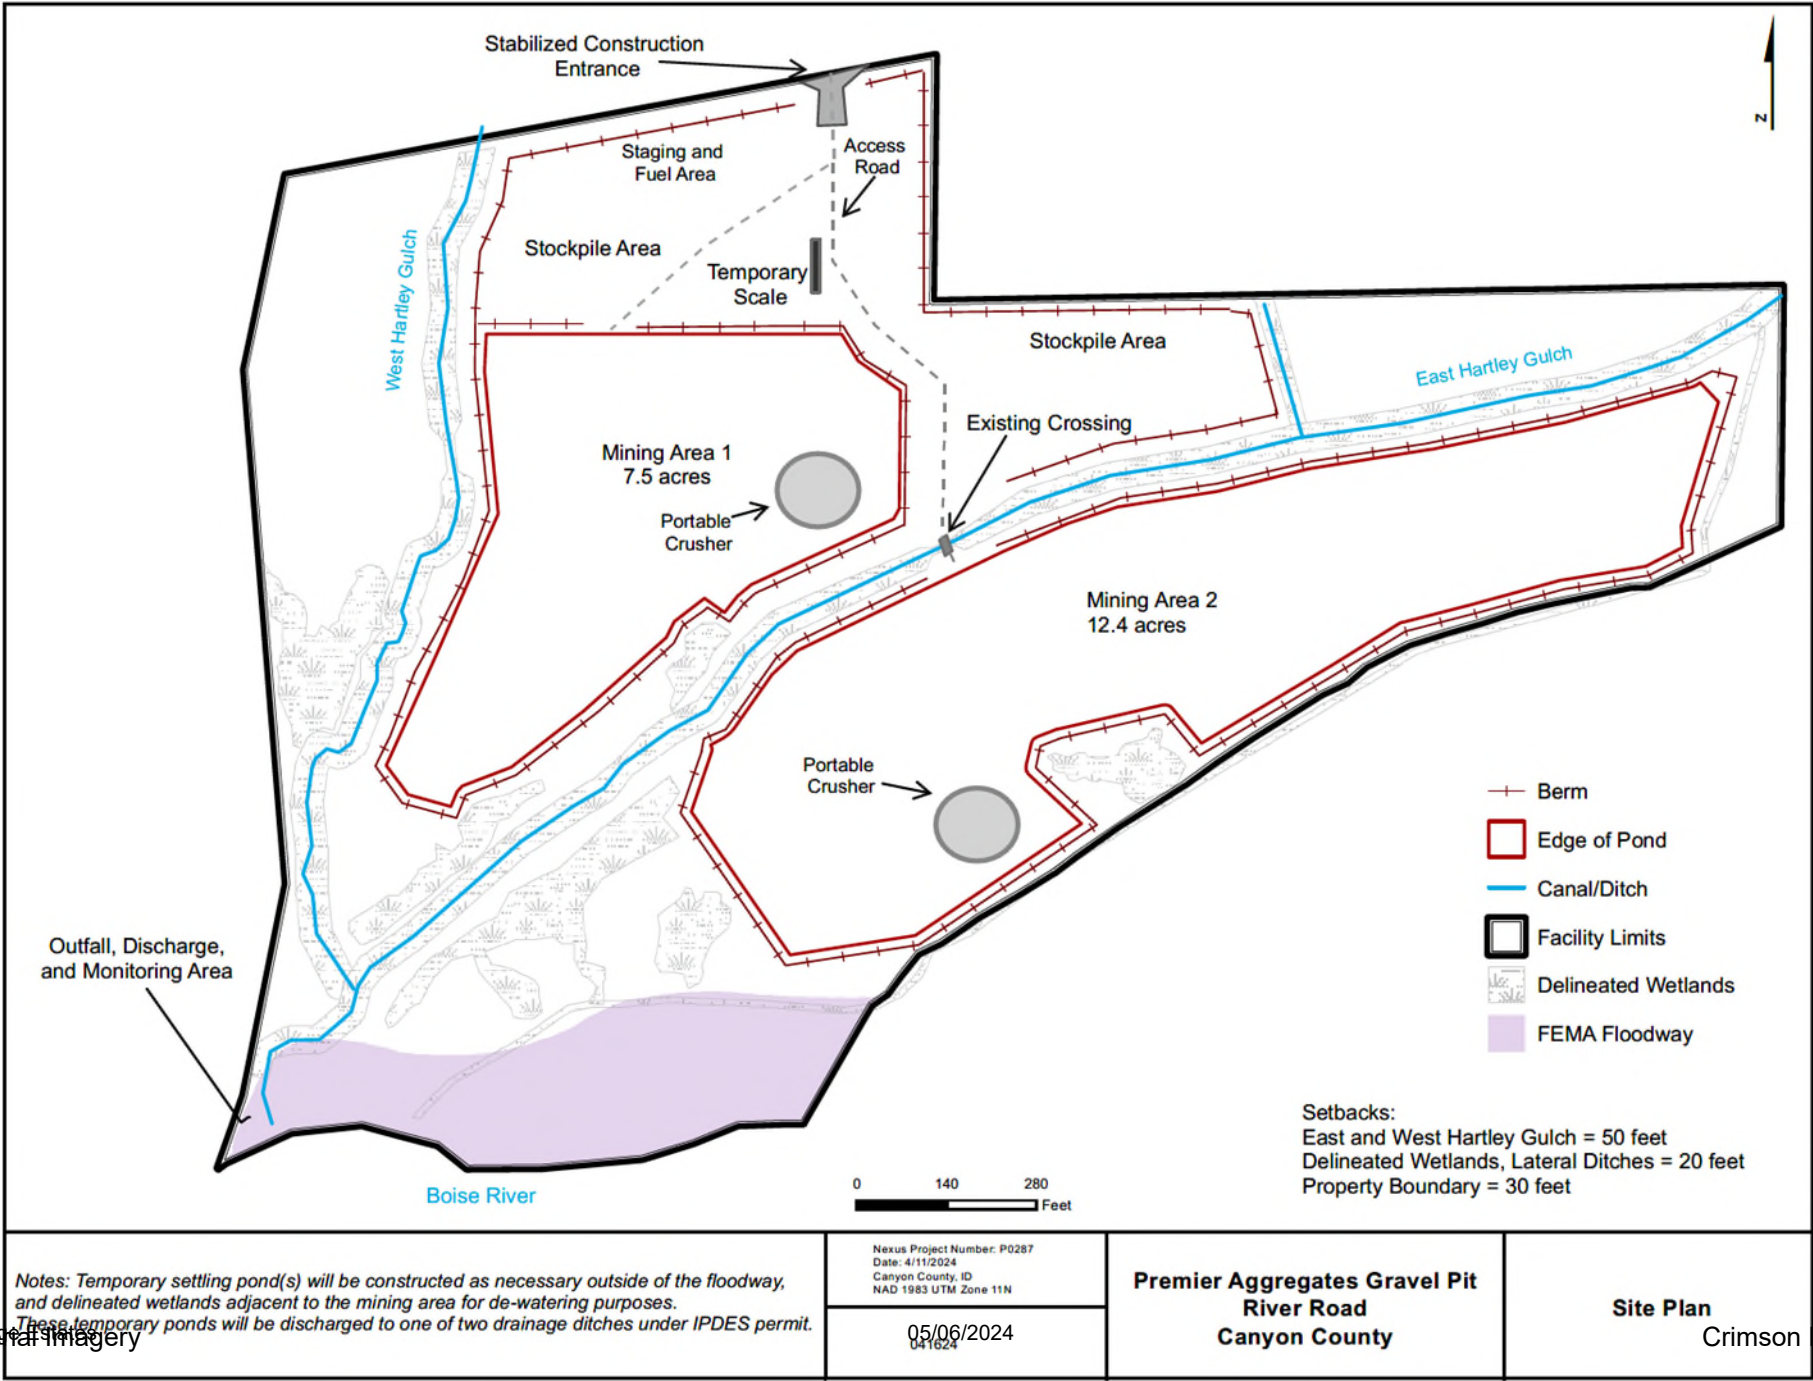 Stabilized Construction
Entrance
Staging and
Fuel Area
Access
Road
Stockpile Area
Temporary
Scale
West Hartley Gulch
Stockpile Area
East Hartley Gulch
Existing Crossing
Mining Area 1
7.5 acres
Portable
Crusher
Mining Area 2
12.4 acres
Portable
Crusher
Outfall, Discharge,
and Monitoring Area
Boise River
N
Berm
Edge of Pond
Canal/Ditch
Facility Limits
Delineated Wetlands
FEMA Floodway
Setbacks:
East and West Hartley Gulch = 50 feet
Delineated Wetlands, Lateral Ditches = 20 feet
Property Boundary = 30 feet
0 140 280
Feet
Notes: Temporary settling pond(s) will be constructed as necessary outside of the floodway,
and delineated wetlands adjacent to the mining area for de-watering purposes.
These temporary ponds will be discharged to one of two drainage ditches under IPDES permit.
Imagery
Nexus Project Number: P0287
Date: 4/11/2024
Canyon County, ID
NAD 1983 UTM Zone 11N
05/06/2024
041624
Premier Aggregates Gravel Pit
River Road
Canyon County
Site Plan
Crimson